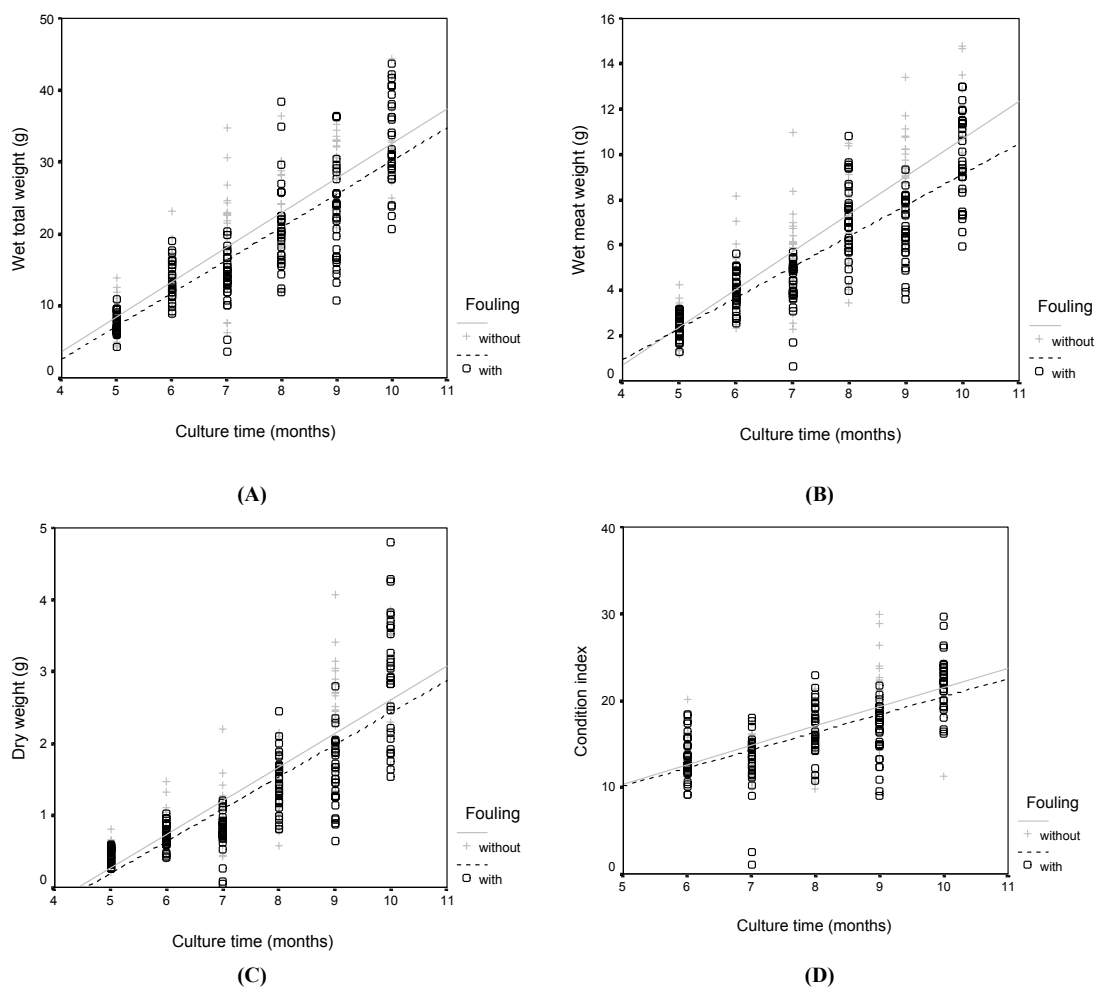 50
40
30
20
10
0
4 5 6 7 8 9 10 11
Wet total weight (g)
Culture time (months)
Fouling
without
with
(A)
16
14
12
10
8
6
4
2
0
4 5 6 7 8 9 10 11
Wet meat weight (g)
Culture time (months)
Fouling
without
with
(B)
5
4
3
2
1
0
4 5 6 7 8 9 10 11
Dry weight (g)
Culture time (months)
Fouling
without
with
(C)
40
30
20
10
0
5 6 7 8 9 10 11
Condition index
Culture time (months)
Fouling
without
with
(D)